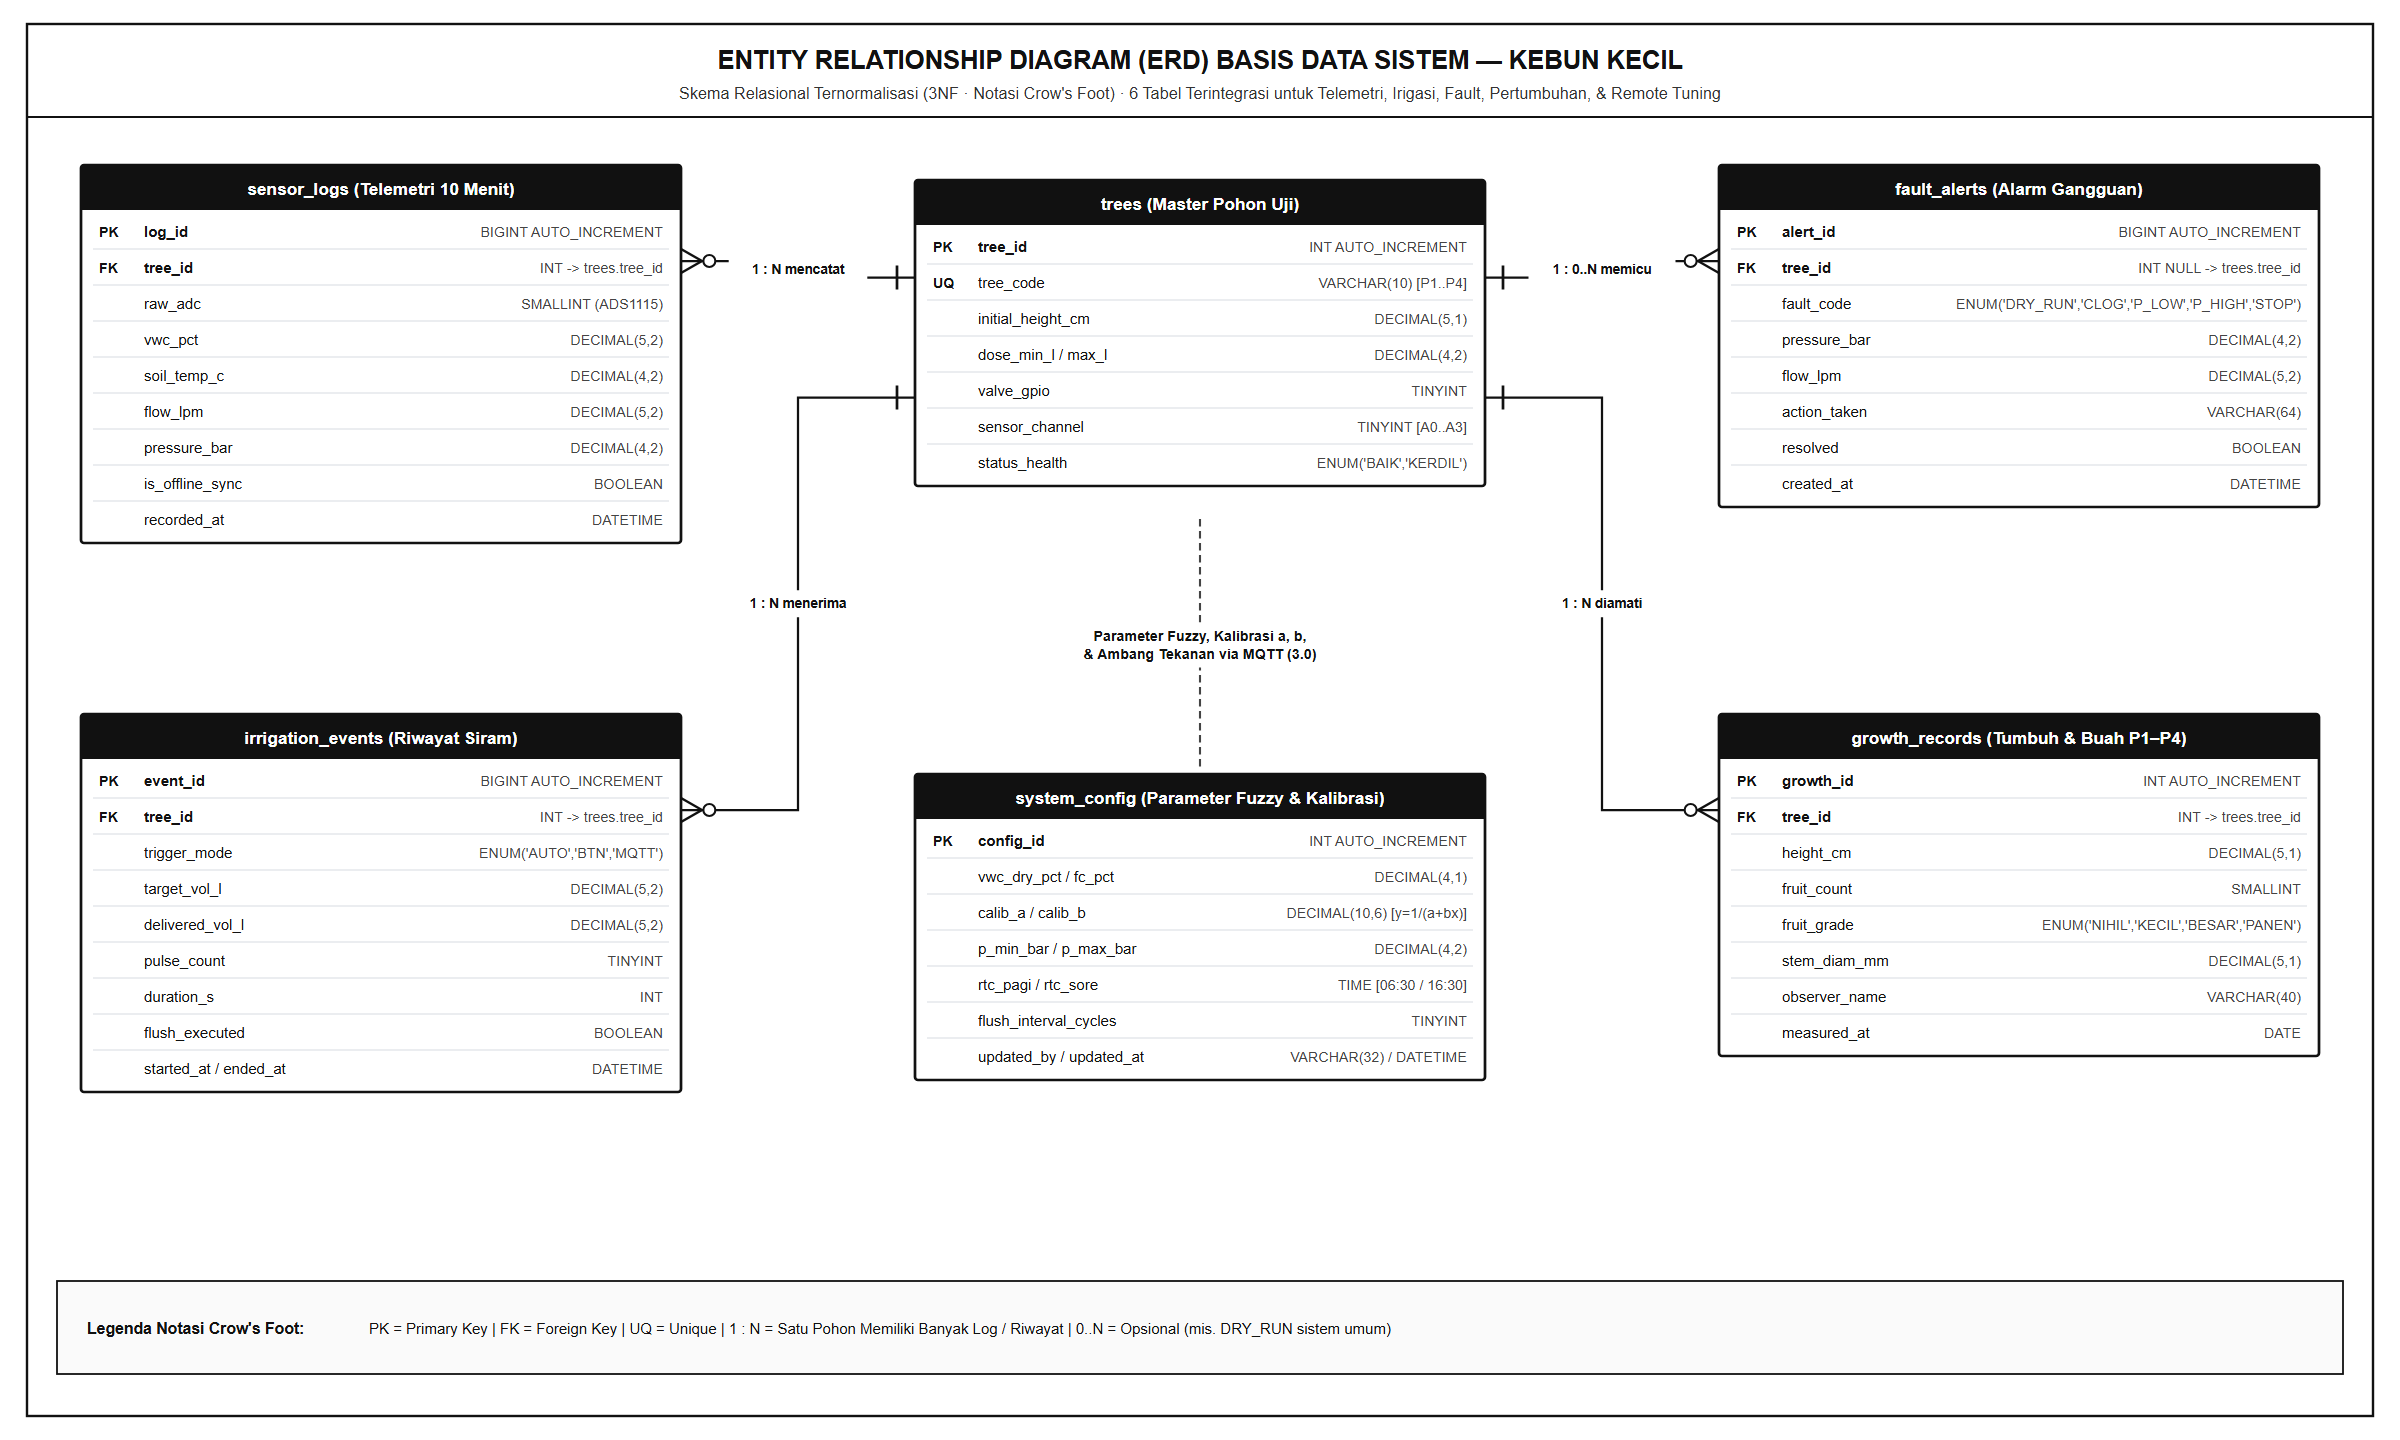 ENTITY RELATIONSHIP DIAGRAM (ERD) BASIS DATA SISTEM — KEBUN KECIL
Skema Relasional Ternormalisasi (3NF · Notasi Crow's Foot) · 6 Tabel Terintegrasi untuk Telemetri, Irigasi, Fault, Pertumbuhan, & Remote Tuning
sensor_logs (Telemetri 10 Menit)
PK log_id BIGINT AUTO_INCREMENT
FK tree_id INT -> trees.tree_id
raw_adc SMALLINT (ADS1115)
vwc_pct DECIMAL(5,2)
soil_temp_c DECIMAL(4,2)
flow_lpm DECIMAL(5,2)
pressure_bar DECIMAL(4,2)
is_offline_sync BOOLEAN
recorded_at DATETIME
1 : N mencatat
trees (Master Pohon Uji)
PK tree_id INT AUTO_INCREMENT
UQ tree_code VARCHAR(10) [P1..P4]
initial_height_cm DECIMAL(5,1)
dose_min_l / max_l DECIMAL(4,2)
valve_gpio TINYINT
sensor_channel TINYINT [A0..A3]
status_health ENUM('BAIK','KERDIL')
1 : 0..N memicu
fault_alerts (Alarm Gangguan)
PK alert_id BIGINT AUTO_INCREMENT
FK tree_id INT NULL -> trees.tree_id
fault_code ENUM('DRY_RUN','CLOG','P_LOW','P_HIGH','STOP')
pressure_bar DECIMAL(4,2)
flow_lpm DECIMAL(5,2)
action_taken VARCHAR(64)
resolved BOOLEAN
created_at DATETIME
1 : N menerima
Parameter Fuzzy, Kalibrasi a, b,
& Ambang Tekanan via MQTT (3.0)
1 : N diamati
irrigation_events (Riwayat Siram)
PK event_id BIGINT AUTO_INCREMENT
FK tree_id INT -> trees.tree_id
trigger_mode ENUM('AUTO','BTN','MQTT')
target_vol_l DECIMAL(5,2)
delivered_vol_l DECIMAL(5,2)
pulse_count TINYINT
duration_s INT
flush_executed BOOLEAN
started_at / ended_at DATETIME
system_config (Parameter Fuzzy & Kalibrasi)
PK config_id INT AUTO_INCREMENT
vwc_dry_pct / fc_pct DECIMAL(4,1)
calib_a / calib_b DECIMAL(10,6) [y=1/(a+bx)]
p_min_bar / p_max_bar DECIMAL(4,2)
rtc_pagi / rtc_sore TIME [06:30 / 16:30]
flush_interval_cycles TINYINT
updated_by / updated_at VARCHAR(32) / DATETIME
growth_records (Tumbuh & Buah P1–P4)
PK growth_id INT AUTO_INCREMENT
FK tree_id INT -> trees.tree_id
height_cm DECIMAL(5,1)
fruit_count SMALLINT
fruit_grade ENUM('NIHIL','KECIL','BESAR','PANEN')
stem_diam_mm DECIMAL(5,1)
observer_name VARCHAR(40)
measured_at DATE
Legenda Notasi Crow's Foot: PK = Primary Key | FK = Foreign Key | UQ = Unique | 1 : N = Satu Pohon Memiliki Banyak Log / Riwayat | 0..N = Opsional (mis. DRY_RUN sistem umum)